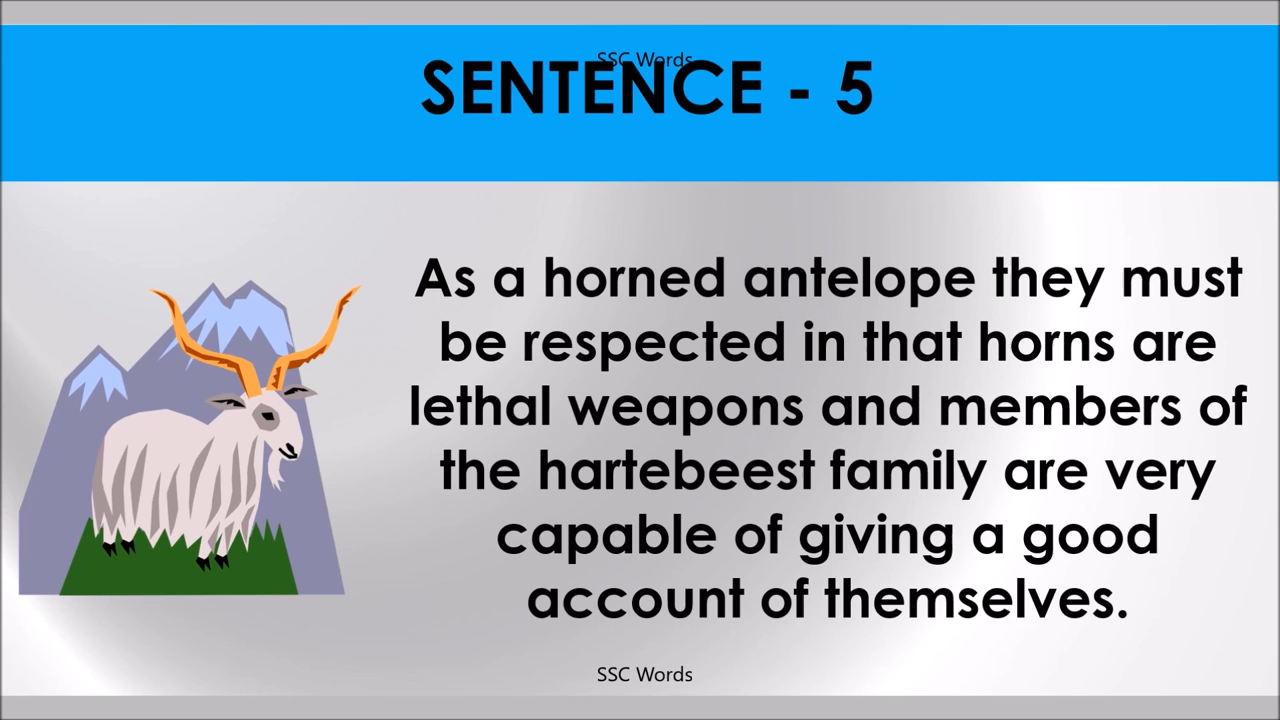 SSC Words
SENTENCE - 5
As a horned antelope they must
be respected in that horns are
lethal weapons and members of
the hartebeest family are very
capable of giving a good
account of themselves.
SSC Words